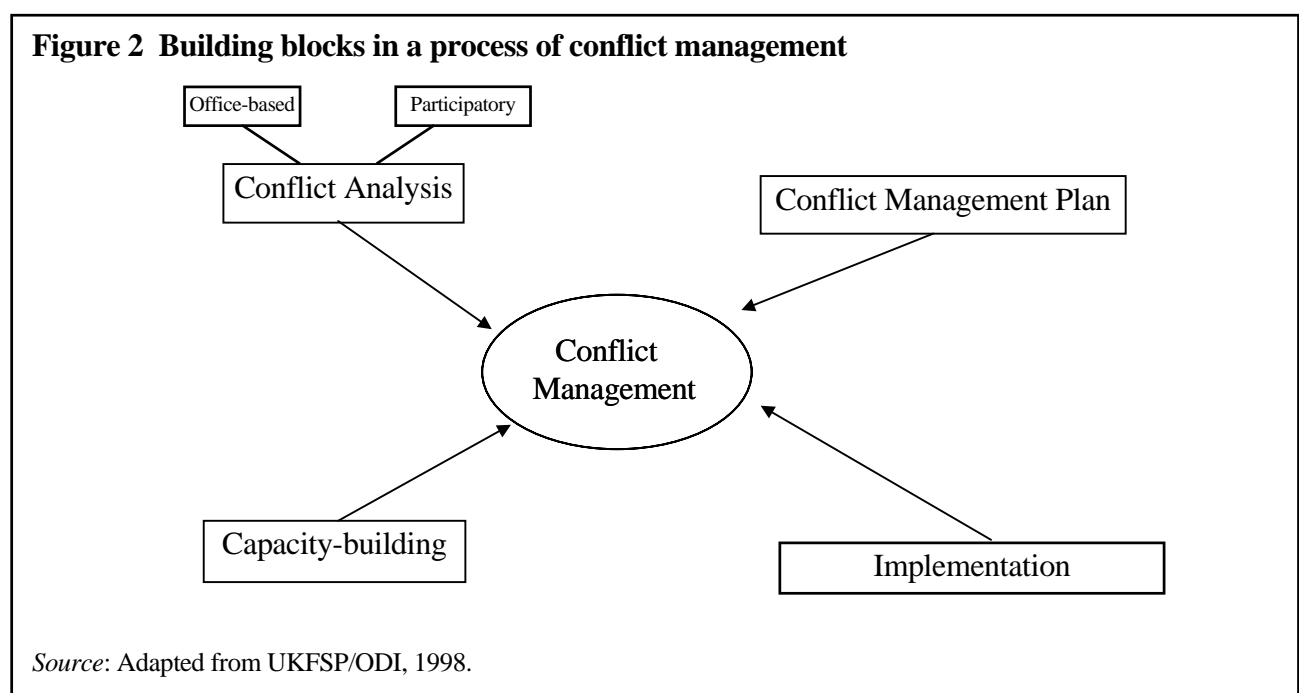 Figure 2 Building blocks in a process of conflict management
Office-based
Participatory
Conflict Analysis
Conflict Management Plan
Conflict
Management
Capacity-building
Implementation
Source: Adapted from UKFSP/ODI, 1998.